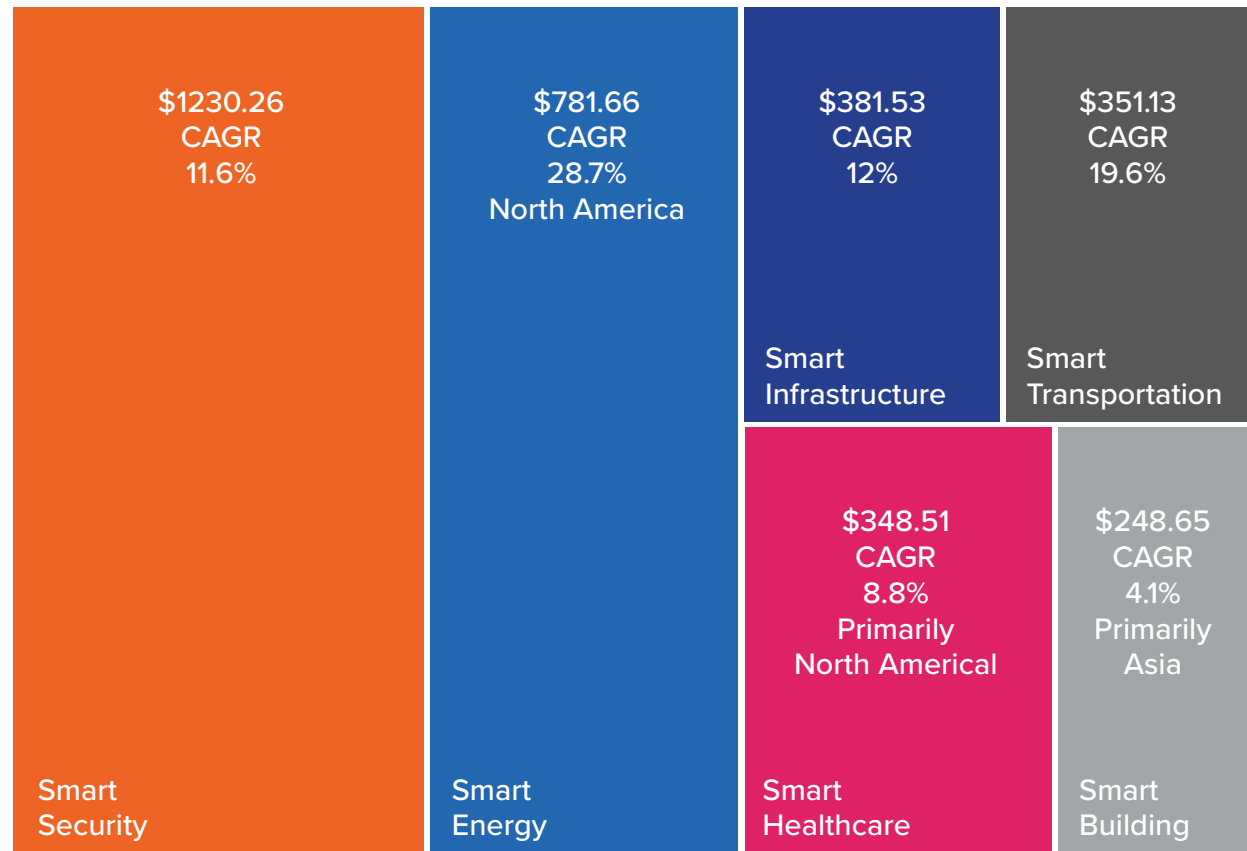 $1230.26
CAGR
11.6%
Smart
Security
$781.66
CAGR
28.7%
North America
Smart
Energy
$381.53
CAGR
12%
Smart
Infrastructure
$351.13
CAGR
19.6%
Smart
Transportation
$348.51
CAGR
8.8%
Primarily
North Americal
Smart
Healthcare
$248.65
CAGR
4.1%
Primarily
Asia
Smart
Building